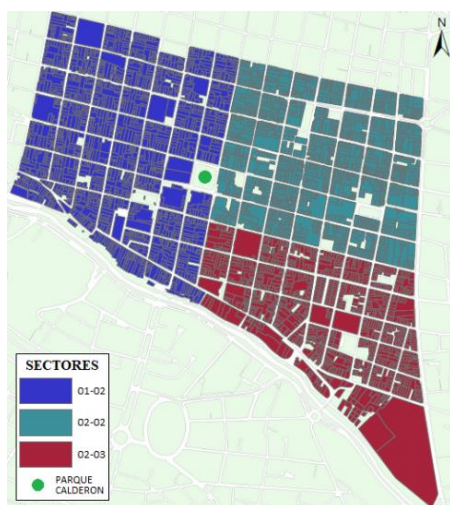 N
SECTORES
01-02
02-02
02-03
PARQUE
CALDERON